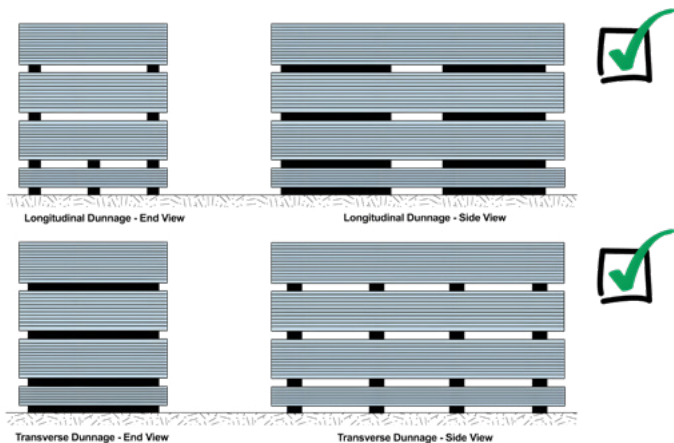 Longitudinal Dunnage - End View
Longitudinal Dunnage - Side View
Transverse Dunnage - End View
Transverse Dunnage - Side View